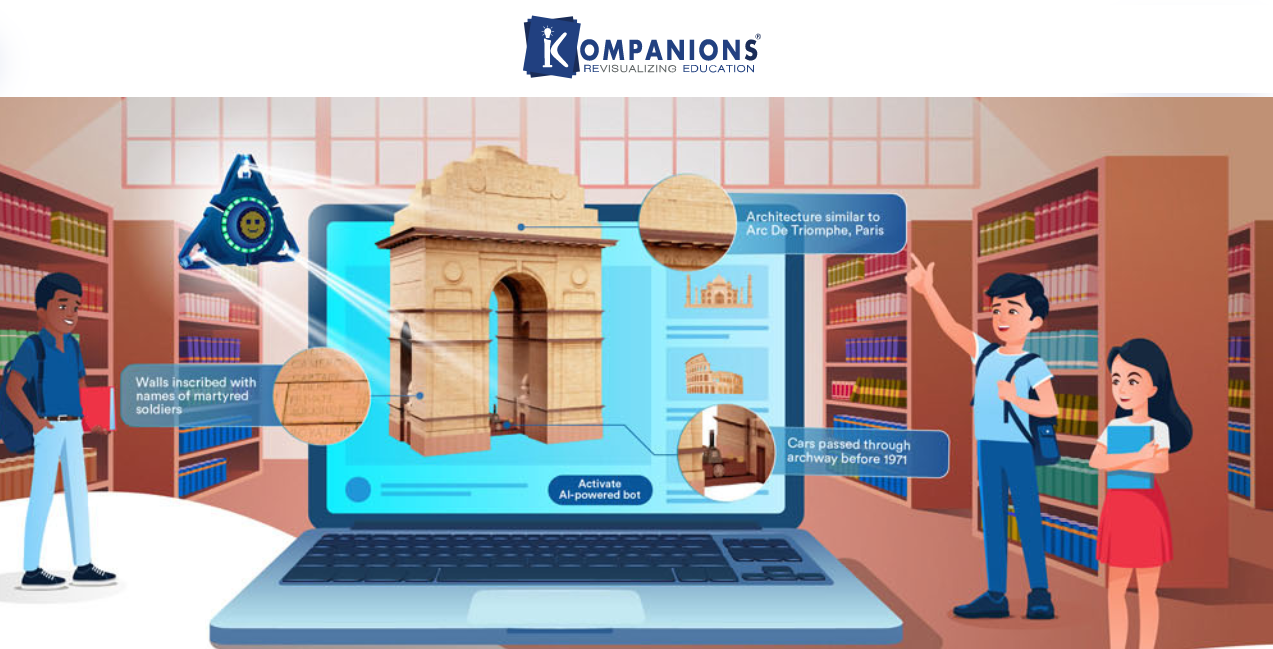 KOMPANIONS®
REVISUALIZING EDUCATION
Architecture similar to
Arc De Triomphe, Paris
Walls inscribed with
names of martyred
soldiers
Cars passed through
archway before 1971
Activate
AI-powered bot